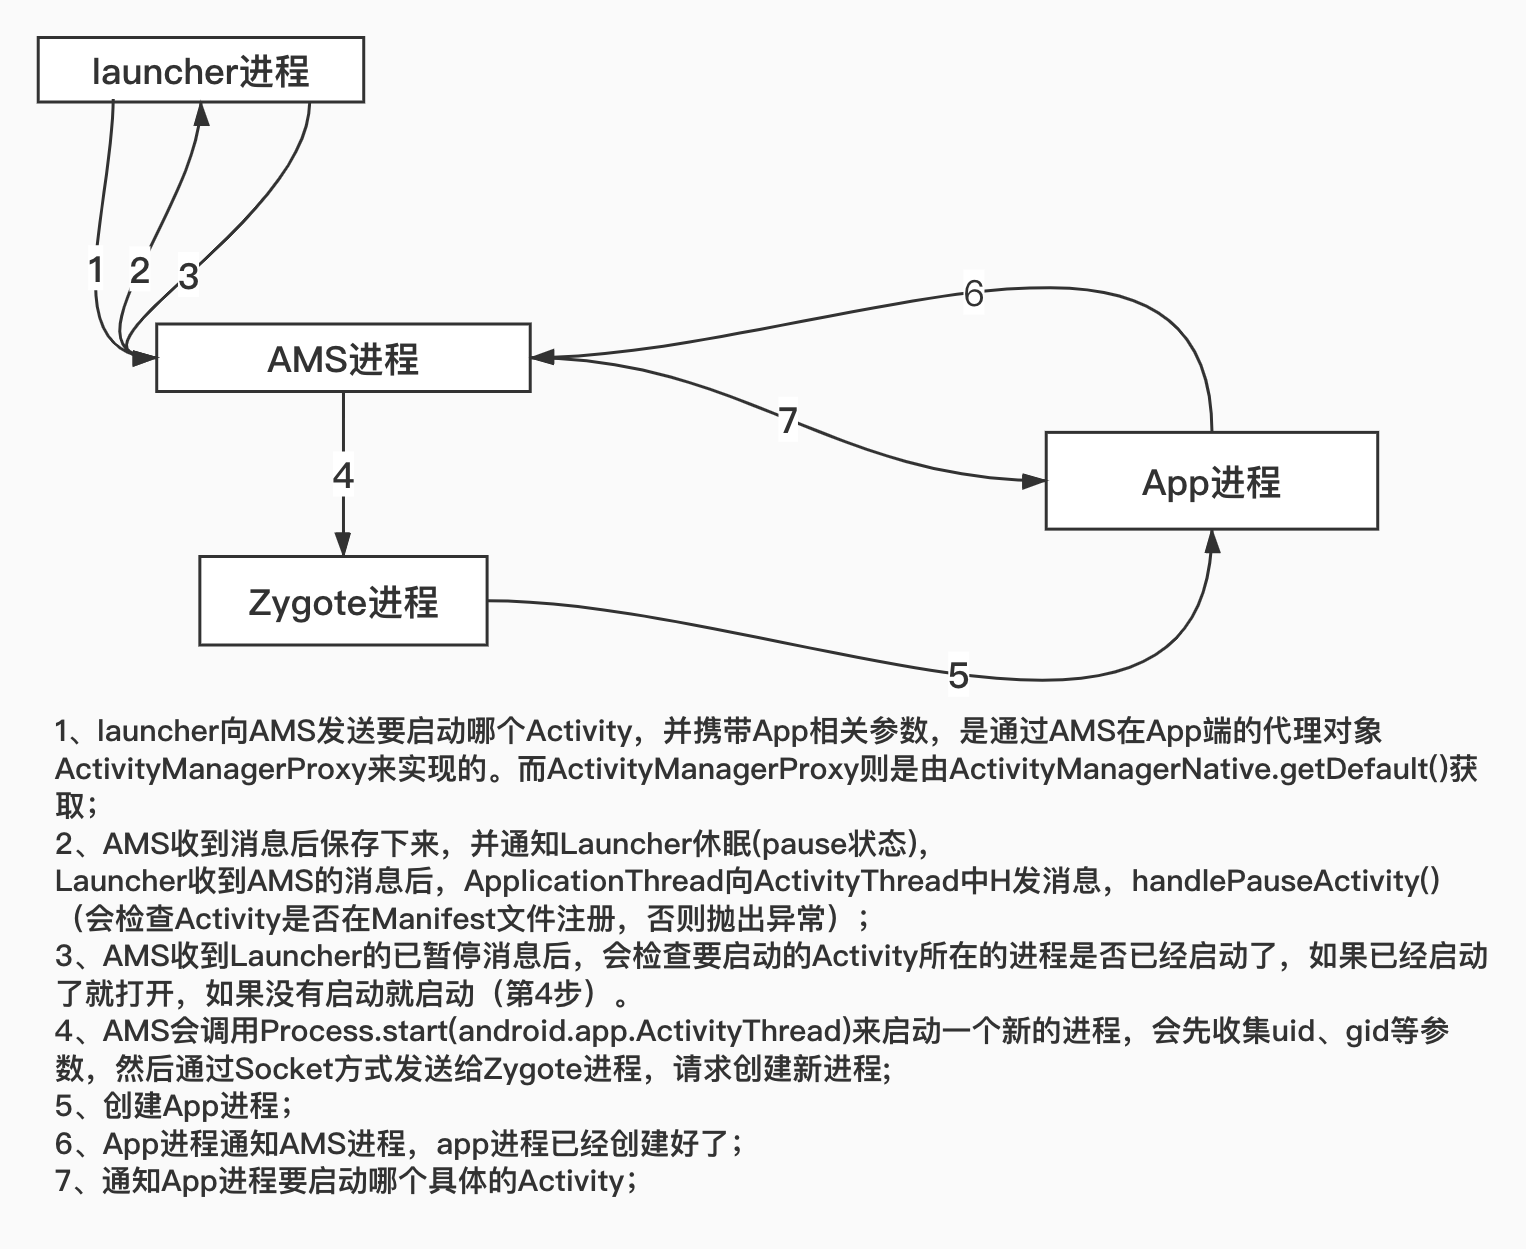 launcher进程
1
2
3
AMS进程
6
7
4
App进程
Zygote进程
5
1、launcher向AMS发送要启动哪个Activity，并携带App相关参数，是通过AMS在App端的代理对象
ActivityManagerProxy来实现的。而ActivityManagerProxy则是由ActivityManagerNative.getDefault()获
取；
2、AMS收到消息后保存下来，并通知Launcher休眠(pause状态)，
Launcher收到AMS的消息后，ApplicationThread向ActivityThread中H发消息，handlePauseActivity()
（会检查Activity是否在Manifest文件注册，否则抛出异常）；
3、AMS收到Launcher的已暂停消息后，会检查要启动的Activity所在的进程是否已经启动了，如果已经启动
了就打开，如果没有启动就启动（第4步）。
4、AMS会调用Process.start(android.app.ActivityThread)来启动一个新的进程，会先收集uid、gid等参
数，然后通过Socket方式发送给Zygote进程，请求创建新进程;
5、创建App进程；
6、App进程通知AMS进程，app进程已经创建好了；
7、通知App进程要启动哪个具体的Activity；